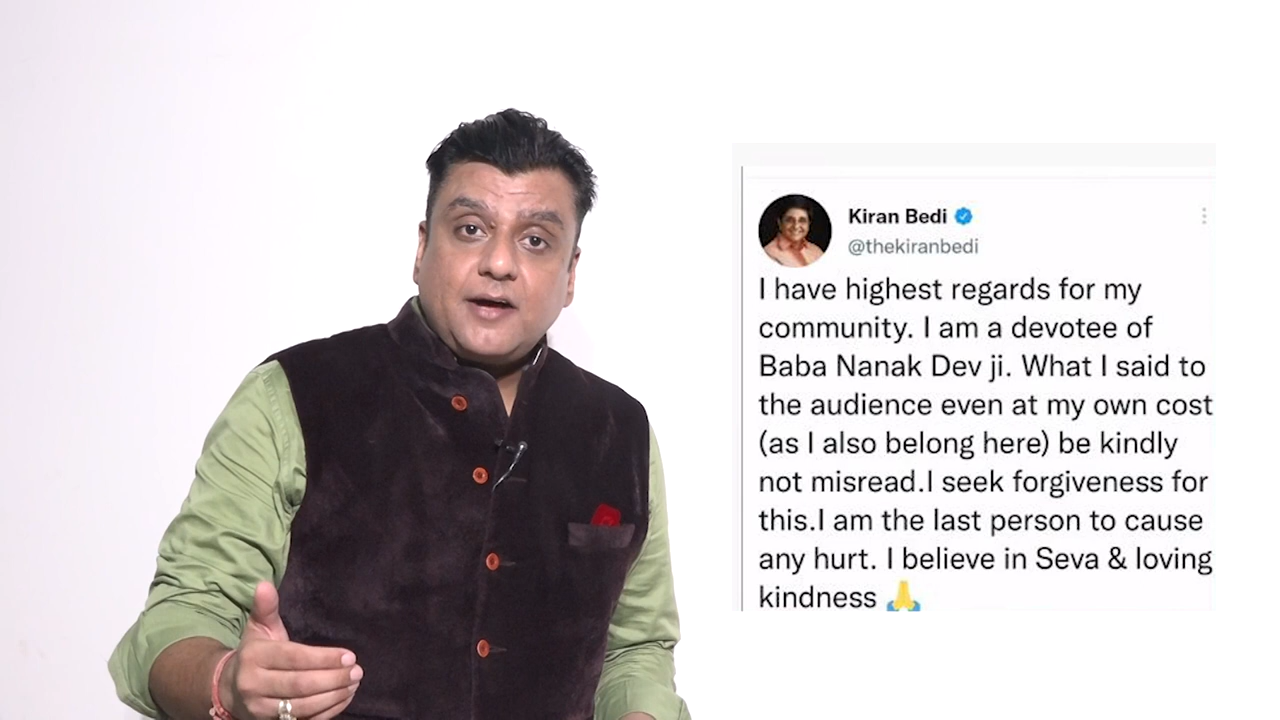 Kiran Bedi
@thekiranbedi
I have highest regards for my
community. I am a devotee of
Baba Nanak Dev ji. What I said to
the audience even at my own cost
(as I also belong here) be kindly
not misread.I seek forgiveness for
this.I am the last person to cause
any hurt. I believe in Seva & loving
kindness 🙏